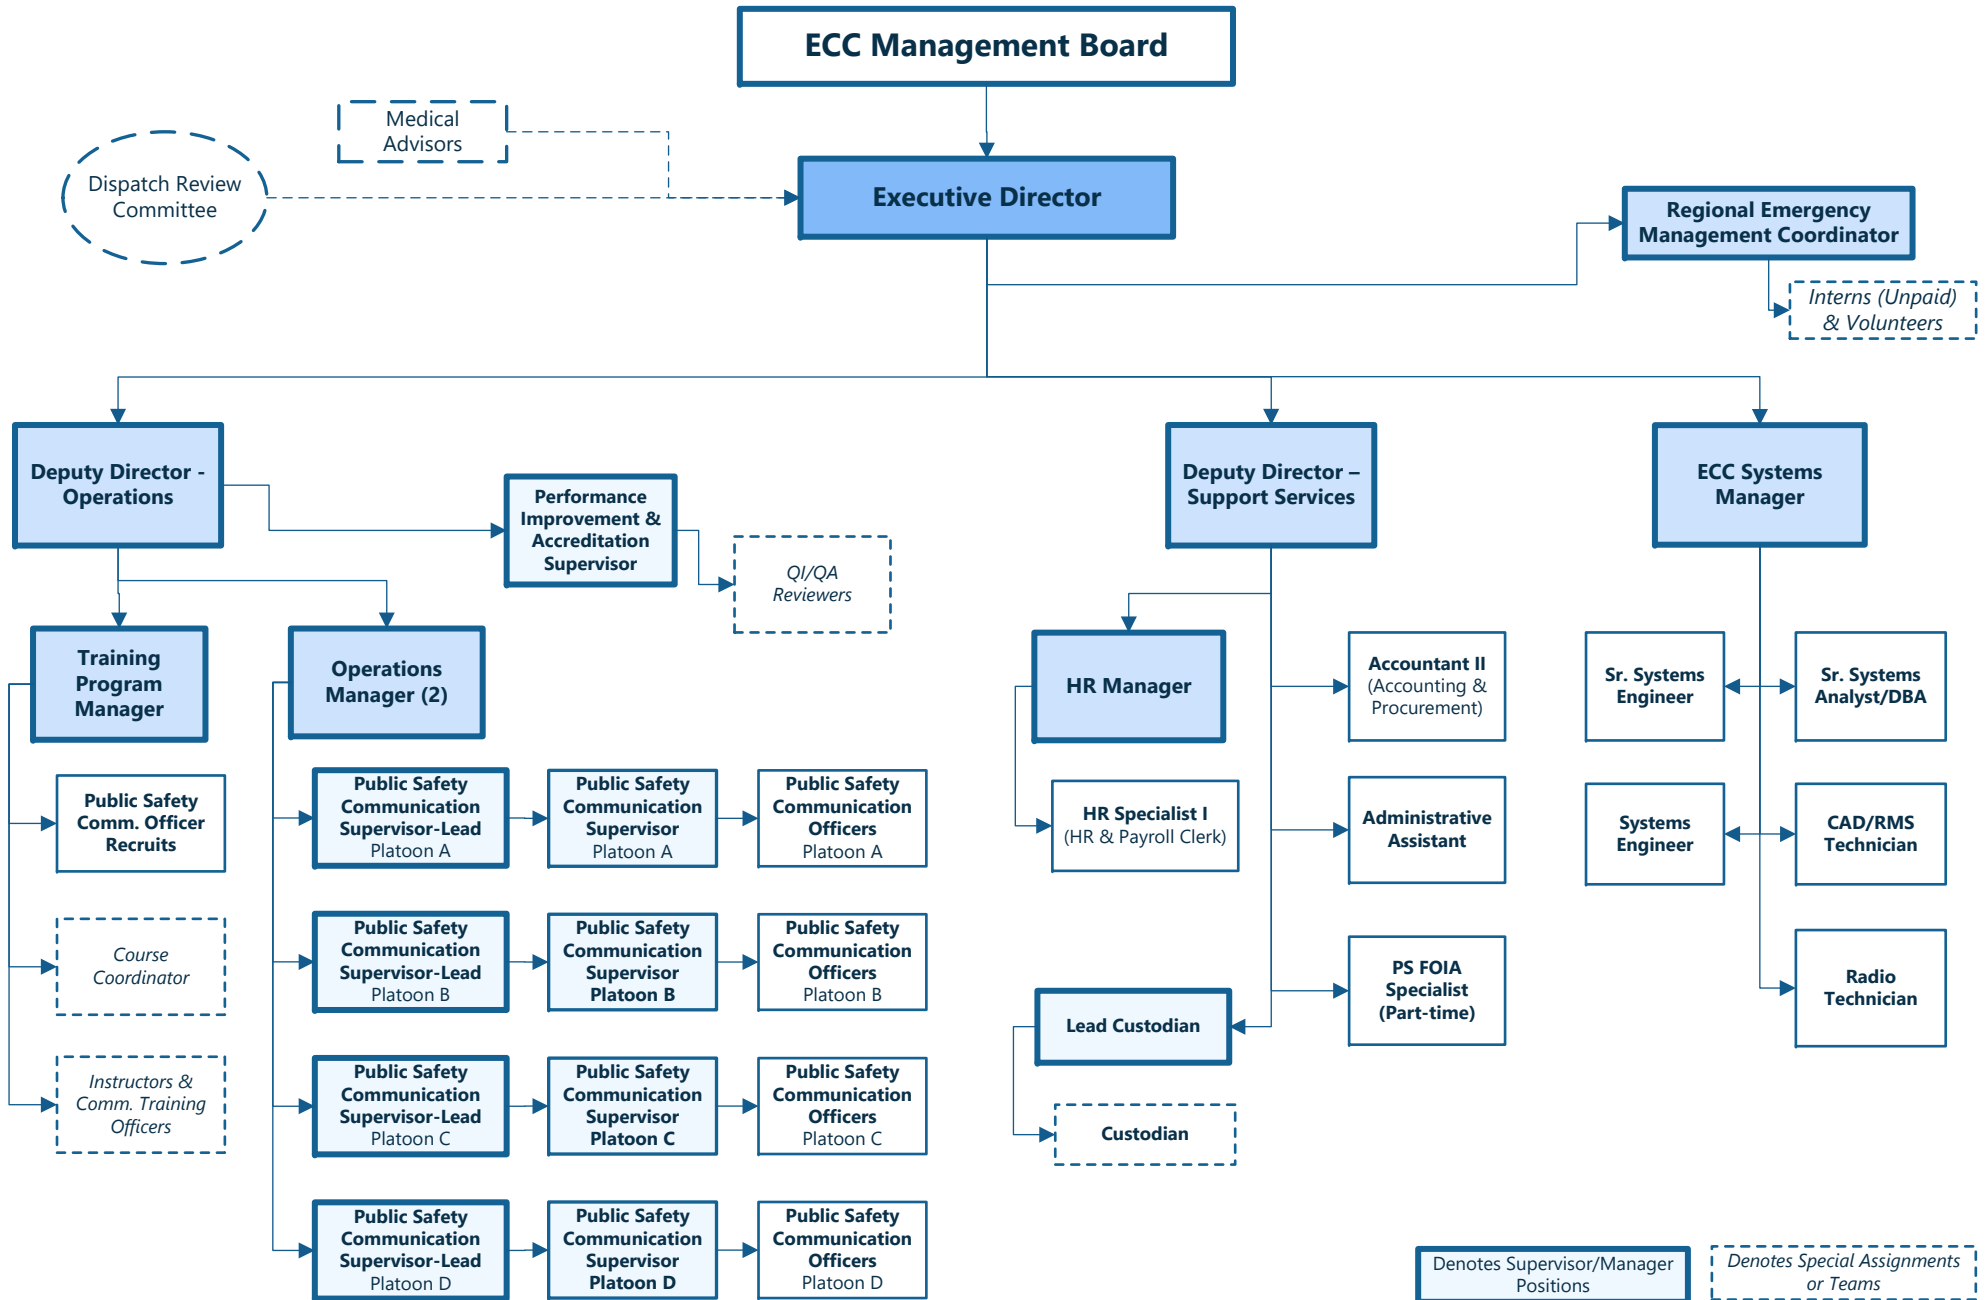 ECC Management Board
Medical
Advisors
Dispatch Review
Committee
Executive Director
Regional Emergency
Management Coordinator
Interns (Unpaid)
& Volunteers
Deputy Director -
Operations
Performance
Improvement &
Accreditation
Supervisor
QI/QA
Reviewers
Deputy Director –
Support Services
ECC Systems
Manager
Training
Program
Manager
Operations
Manager (2)
HR Manager
Accountant II
(Accounting &
Procurement)
Sr. Systems
Engineer
Sr. Systems
Analyst/DBA
Public Safety
Comm. Officer
Recruits
Public Safety
Communication
Supervisor-Lead
Platoon A
Public Safety
Communication
Supervisor
Platoon A
Public Safety
Communication
Officers
Platoon A
HR Specialist I
(HR & Payroll Clerk)
Administrative
Assistant
Systems
Engineer
CAD/RMS
Technician
Course
Coordinator
Public Safety
Communication
Supervisor-Lead
Platoon B
Public Safety
Communication
Supervisor
Platoon B
Public Safety
Communication
Officers
Platoon B
Lead Custodian
PS FOIA
Specialist
(Part-time)
Radio
Technician
Instructors &
Comm. Training
Officers
Public Safety
Communication
Supervisor-Lead
Platoon C
Public Safety
Communication
Supervisor
Platoon C
Public Safety
Communication
Officers
Platoon C
Custodian
Public Safety
Communication
Supervisor-Lead
Platoon D
Public Safety
Communication
Supervisor
Platoon D
Public Safety
Communication
Officers
Platoon D
Denotes Supervisor/Manager
Positions
Denotes Special Assignments
or Teams